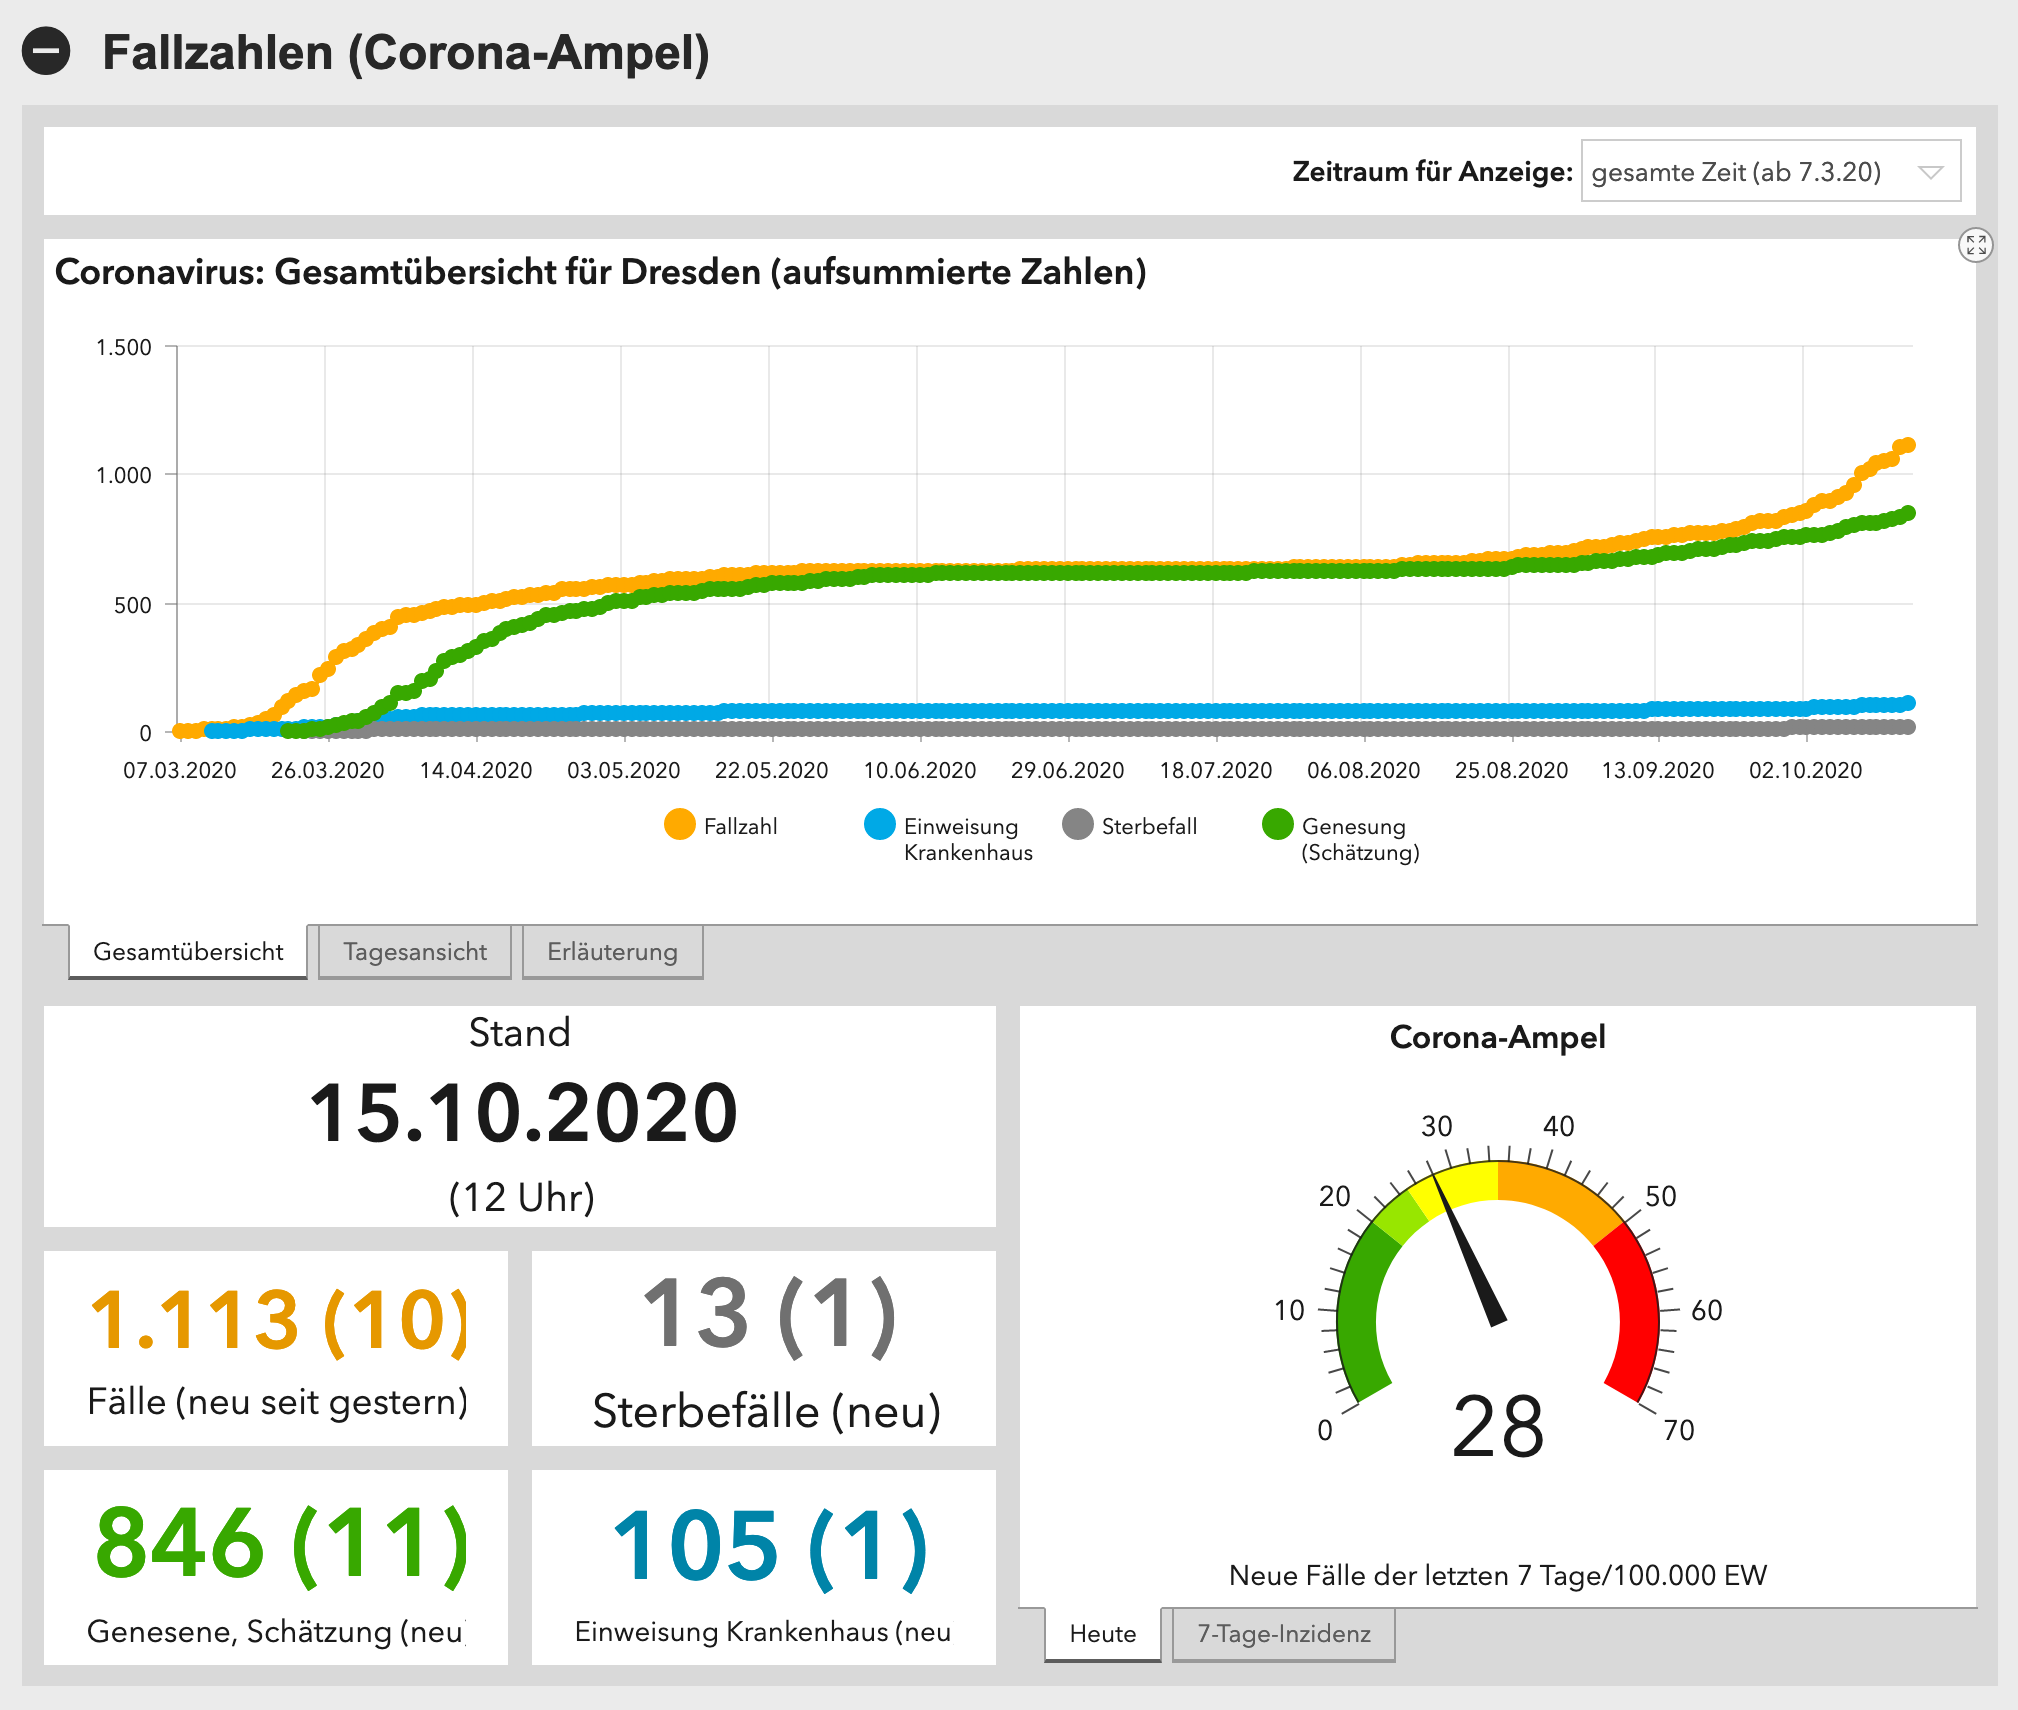 Fallzahlen (Corona-Ampel)
Zeitraum für Anzeige: gesamte Zeit (ab 7.3.20)
Coronavirus: Gesamtübersicht für Dresden (aufsummierte Zahlen)
1.500
1.000
500
0
07.03.2020 26.03.2020 14.04.2020 03.05.2020 22.05.2020 10.06.2020 29.06.2020 18.07.2020 06.08.2020 25.08.2020 13.09.2020 02.10.2020
Fallzahl
Einweisung
Krankenhaus
Sterbefall
Genesung
(Schätzung)
Gesamtübersicht Tagesansicht Erläuterung
Stand
15.10.2020
(12 Uhr)
1.113 (10)
Fälle (neu seit gestern)
13 (1)
Sterbefälle (neu)
846 (11)
Genesene, Schätzung (neu)
105 (1)
Einweisung Krankenhaus (neu
Corona-Ampel
0
10
20
30
40
50
60
70
28
Neue Fälle der letzten 7 Tage/100.000 EW
Heute 7-Tage-Inzidenz